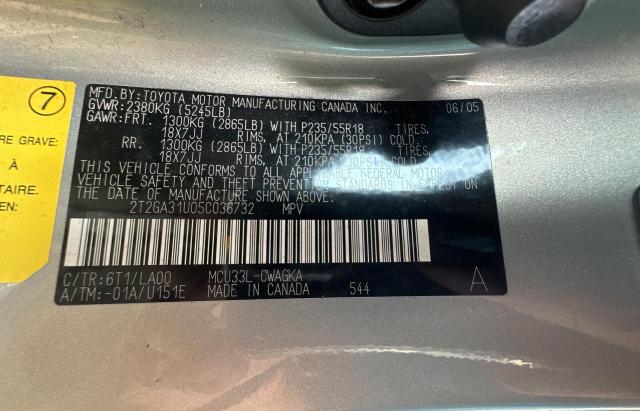 7
RE GRAVE:
À
TAIRE.
EN!
MFD.BY:TOYOTA MOTOR MANUFACTURING CANADA INC. 06/05
GVWR:2380KG (5245LB)
GAWR:FRT. 1300KG (2865LB) WITH P235/55R18 TIRES,
18X7JJ RIMS, AT 210KPA (30PSI) TIRES,
RR. 1300KG (2865LB) WITH P235/55R18
18X7JJ RIMS, AT 210KPA (30PSI)
THIS VEHICLE CONFORMS TO ALL APPLICABLE FEDERAL MOTOR
VEHICLE SAFETY AND THEFT PREVENTION STANDARDS IN EFFECT ON
THE DATE OF MANUFACTURE SHOWN ABOVE.
2T2GA31U05C036732 MPV
C/TR:6T1/LA00 MCU33L-CWAGKA
A/TM:-01A/U151E MADE IN CANADA 544 A